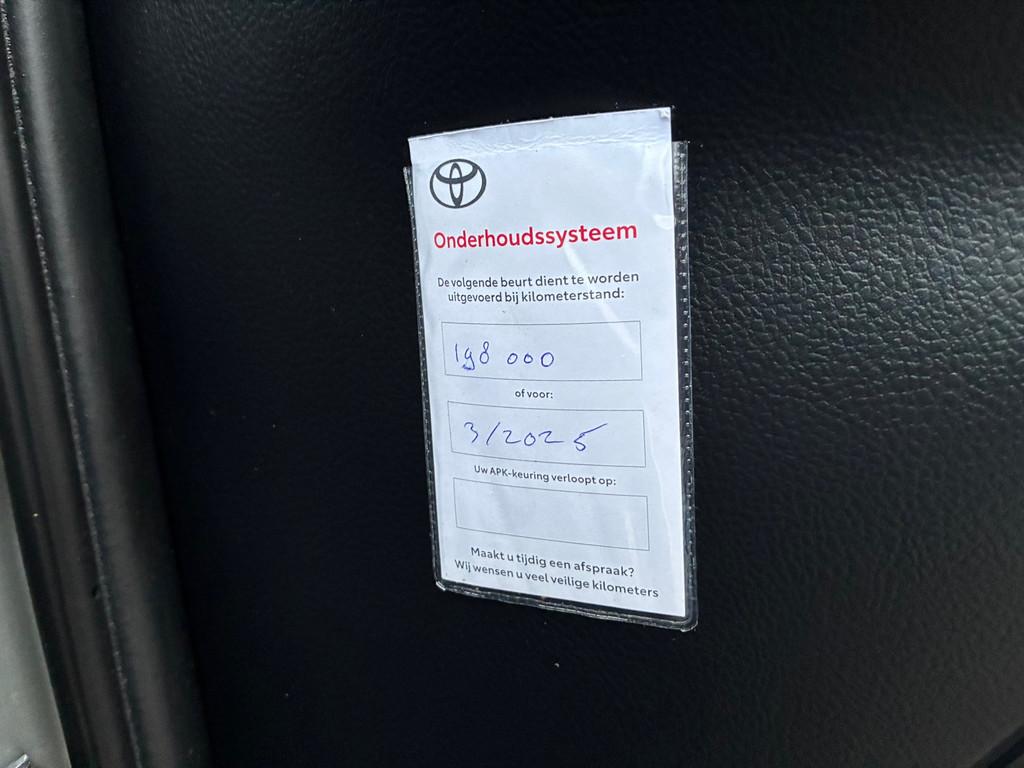 Onderhoudssysteem
De volgende beurt dient te worden
uitgevoerd bij kilometerstand:
198 000
of voor:
3/2025
Uw APK-keuring verloopt op:
Maakt u tijdig een afspraak?
Wij wensen u veel veilige kilometers